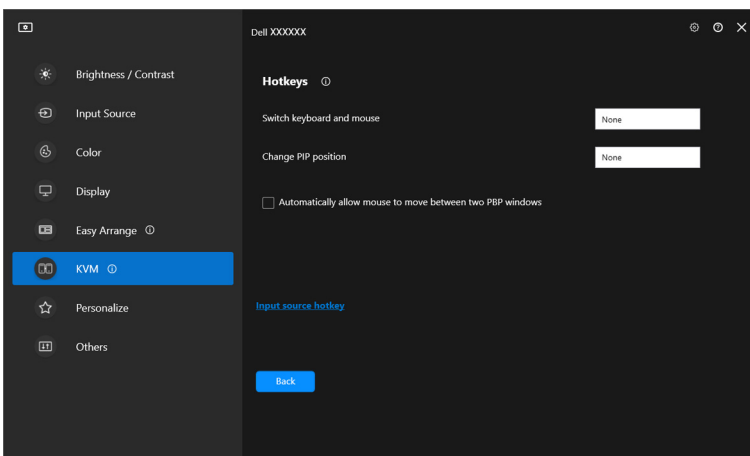 Dell XXXXXX
Brightness / Contrast
Input Source
Color
Display
Easy Arrange
KVM
Personalize
Others
Hotkeys
Switch keyboard and mouse
None
Change PIP position
None
Automatically allow mouse to move between two PBP windows
Input source hotkey
Back